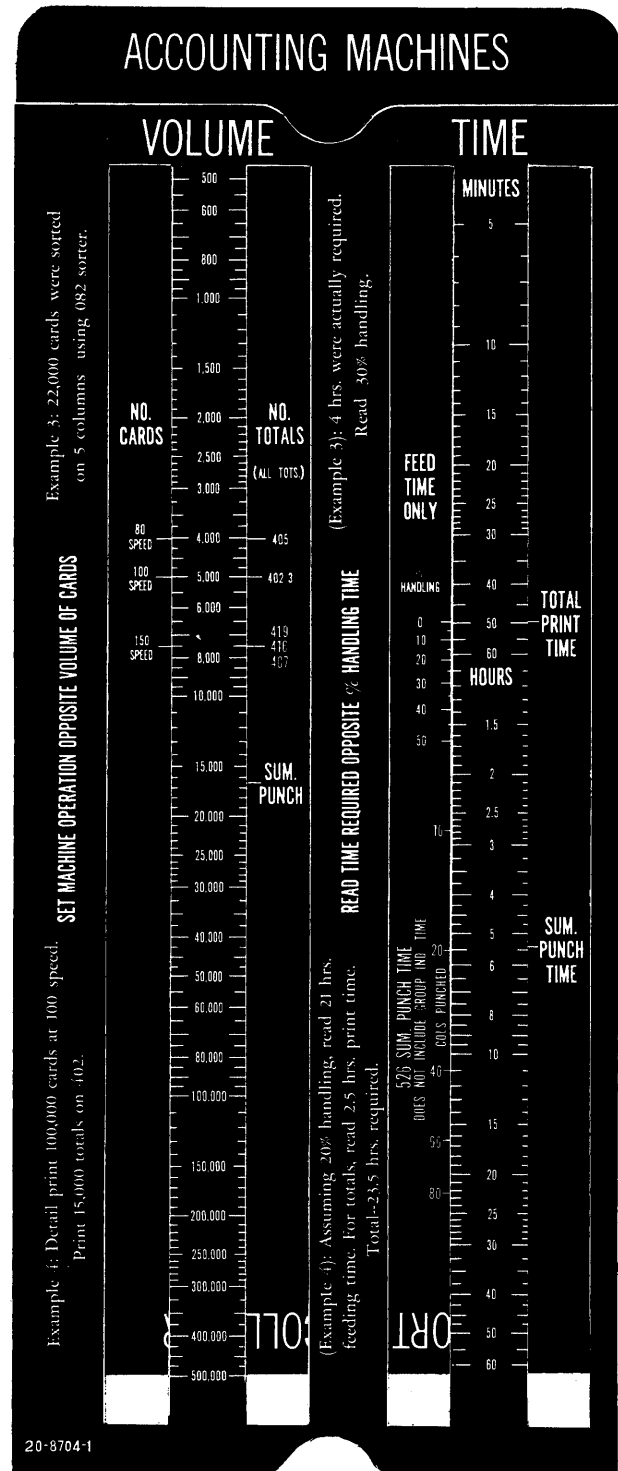 ACCOUNTING MACHINES
VOLUME
TIME
Example 3: 22,000 cards were sorted
on 5 columns using 082 sorter.
SET MACHINE OPERATION OPPOSITE VOLUME OF CARDS
Example 4: Detail print 100,000 cards at 100 speed.
Print 15,000 totals on 402.
NO.
CARDS
80
SPEED
100
SPEED
150
SPEED
500
600
800
1,000
1,500
2,000
2,500
3,000
4,000
5,000
6,000
8,000
10,000
15,000
20,000
25,000
30,000
40,000
50,000
60,000
80,000
100,000
150,000
200,000
250,000
300,000
400,000
500,000
NO.
TOTALS
(ALL TOTS.)
405
402 3
419
416
407
SUM.
PUNCH
(Example 3): 4 hrs. were actually required.
Read 30% handling.
READ TIME REQUIRED OPPOSITE % HANDLING TIME
(Example 4): Assuming 20% handling, read 21 hrs.
feeding time. For totals, read 2.5 hrs. print time.
Total--23.5 hrs. required.
FEED
TIME
ONLY
HANDLING
0
10
20
30
40
50
10
20
40
80
526 SUM. PUNCH TIME
DOES NOT INCLUDE GROUP IND TIME
COLS PUNCHED
MINUTES
5
10
15
20
25
30
40
50
60
HOURS
1.5
2
2.5
3
4
5
6
8
10
15
20
25
30
40
50
60
TOTAL
PRINT
TIME
SUM.
PUNCH
TIME
COLL
ORT
20-8704-1